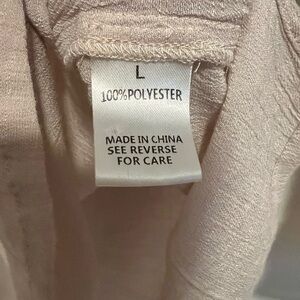 L
100%POLYESTER
MADE IN CHINA
SEE REVERSE
FOR CARE